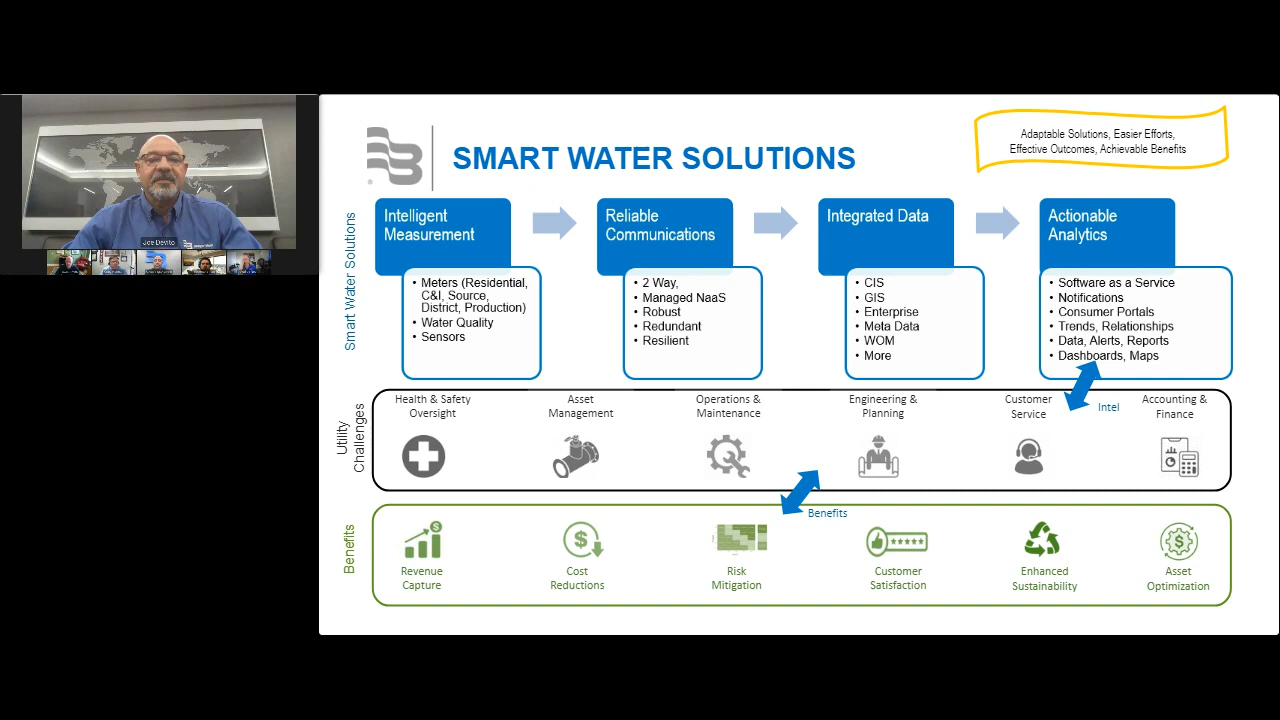 Joe Devito
SMART WATER SOLUTIONS
Adaptable Solutions, Easier Efforts,
Effective Outcomes, Achievable Benefits
Smart Water Solutions
Intelligent
Measurement
• Meters (Residential,
C&I, Source,
District, Production)
• Water Quality
• Sensors
Reliable
Communications
• 2 Way,
• Managed NaaS
• Robust
• Redundant
• Resilient
Integrated Data
• CIS
• GIS
• Enterprise
• Meta Data
• WOM
• More
Actionable
Analytics
• Software as a Service
• Notifications
• Consumer Portals
• Trends, Relationships
• Data, Alerts, Reports
• Dashboards, Maps
Intel
Utility
Challenges
Health & Safety
Oversight
Asset
Management
Operations &
Maintenance
Engineering &
Planning
Customer
Service
Accounting &
Finance
Benefits
Benefits
Revenue
Capture
Cost
Reductions
Risk
Mitigation
Customer
Satisfaction
Enhanced
Sustainability
Asset
Optimization